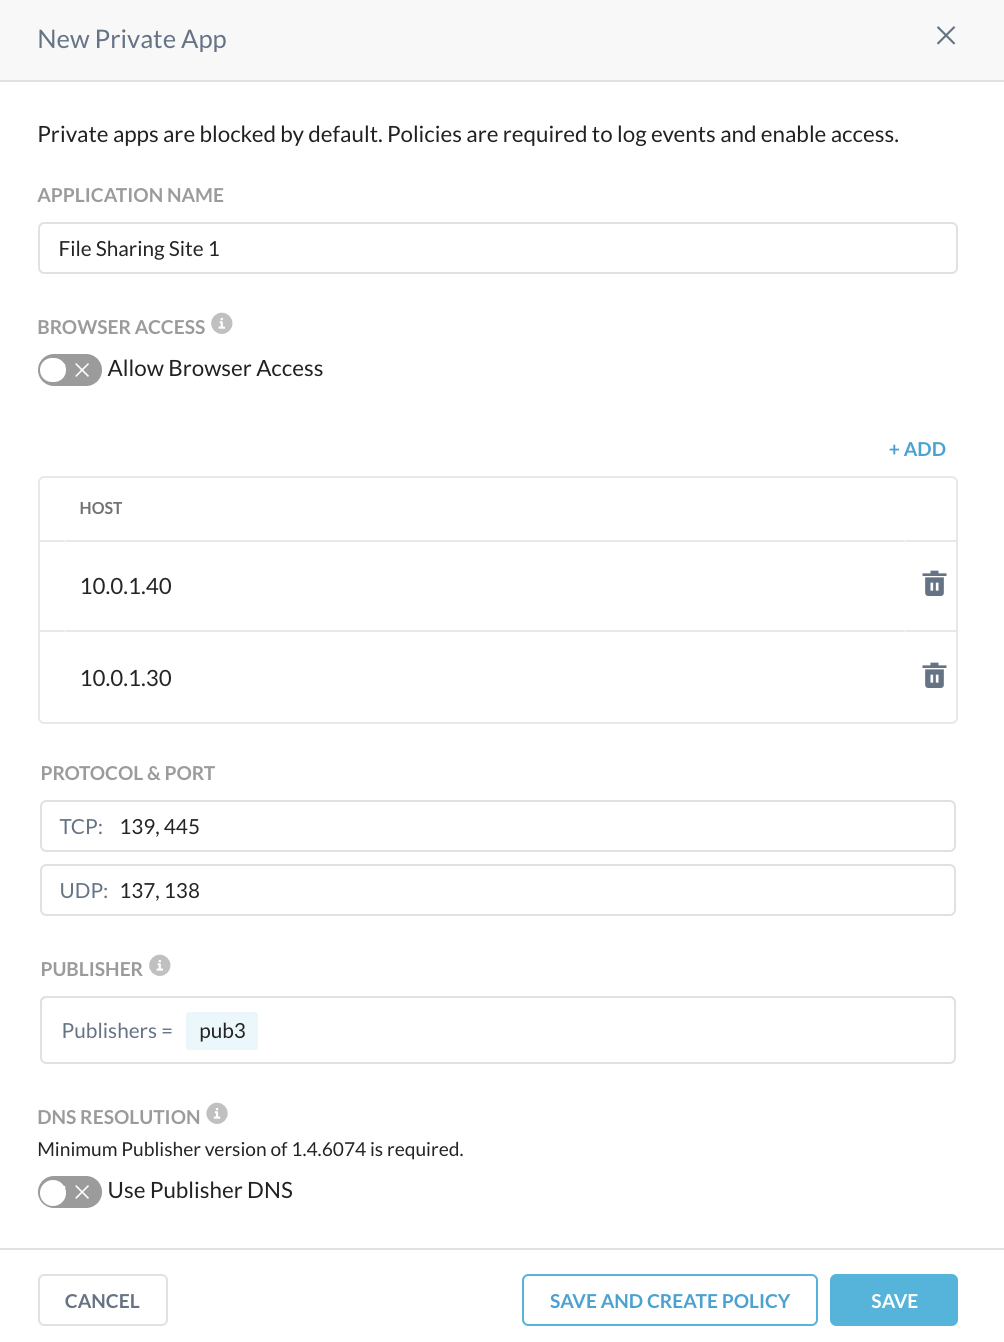 New Private App
Private apps are blocked by default. Policies are required to log events and enable access.
APPLICATION NAME
File Sharing Site 1
BROWSER ACCESS
Allow Browser Access
+ ADD
HOST
10.0.1.40
10.0.1.30
PROTOCOL & PORT
TCP: 139, 445
UDP: 137, 138
PUBLISHER
Publishers = pub3
DNS RESOLUTION
Minimum Publisher version of 1.4.6074 is required.
Use Publisher DNS
CANCEL SAVE AND CREATE POLICY SAVE